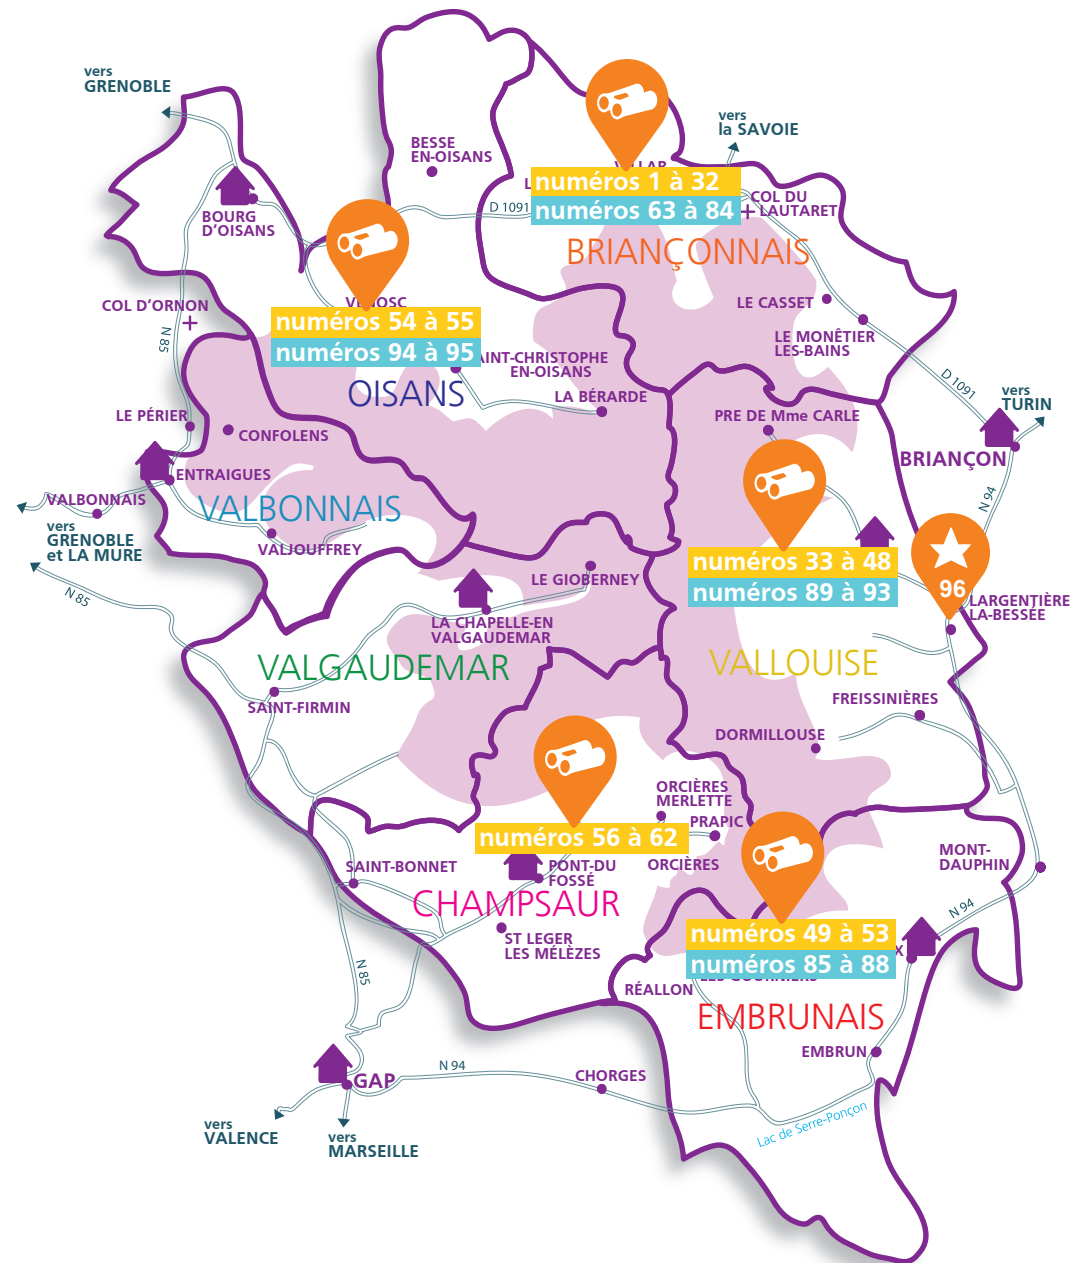 vers
GRENOBLE
vers
la SAVOIE
BESSE
EN-OISANS
numéros 1 à 32
numéros 63 à 84
D 1091
COL DU
LAUTARET
BOURG
D'OISANS
BRIANÇONNAIS
COL D'ORNON
N 85
numéros 54 à 55
numéros 94 à 95
LE CASSET
LE MONÊTIER
LES-BAINS
AINT-CHRISTOPHE
EN-OISANS
OISANS
LA BÉRARDE
D 1091
vers
TURIN
LE PÉRIER
CONFOLENS
PRE DE Mme CARLE
BRIANÇON
ENTRAIGUES
VALBONNAIS
VALBONNAIS
N 94
vers
GRENOBLE
et LA MURE
VALJOUFFREY
numéros 33 à 48
numéros 89 à 93
96
LARGENTIÈRE
LA-BESSÉE
N 85
LE GIOBERNEY
LA CHAPELLE-EN
VALGAUDEMAR
VALGAUDEMAR
VALLOUISE
SAINT-FIRMIN
FREISSINIÈRES
DORMILLOUSE
ORCIÈRES
MERLETTE
PRAPIC
numéros 56 à 62
ORCIÈRES
MONT-
DAUPHIN
SAINT-BONNET
PONT-DU
FOSSÉ
CHAMPSAUR
N 94
numéros 49 à 53
numéros 85 à 88
X
ST LEGER
LES MÉLÈZES
N 85
RÉALLON
EMBRUNAIS
EMBRUN
N 94
GAP
CHORGES
Lac de Serre-Ponçon
vers
VALENCE
vers
MARSEILLE